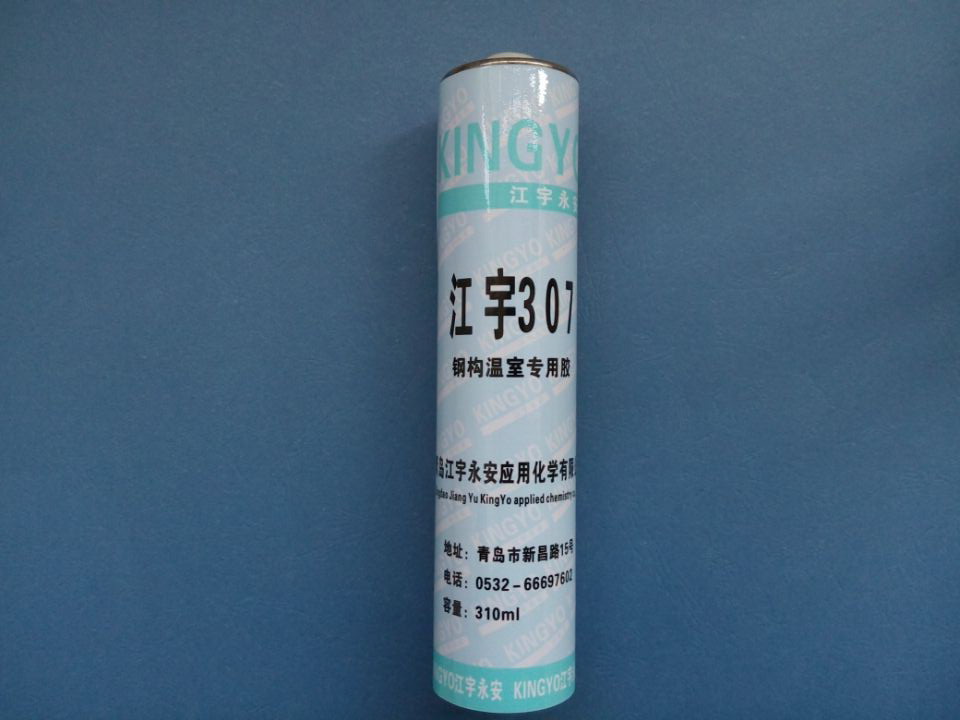 KINGYO
江宇永安
江宇307
钢构温室专用胶
岛江宇永安应用化学有限
Jiang Yu KingYo applied chemistry
地址：青岛市新昌路15号
电话：0532-66697602
容量：310ml
KINGYO江宇永安 KINGYO江宇